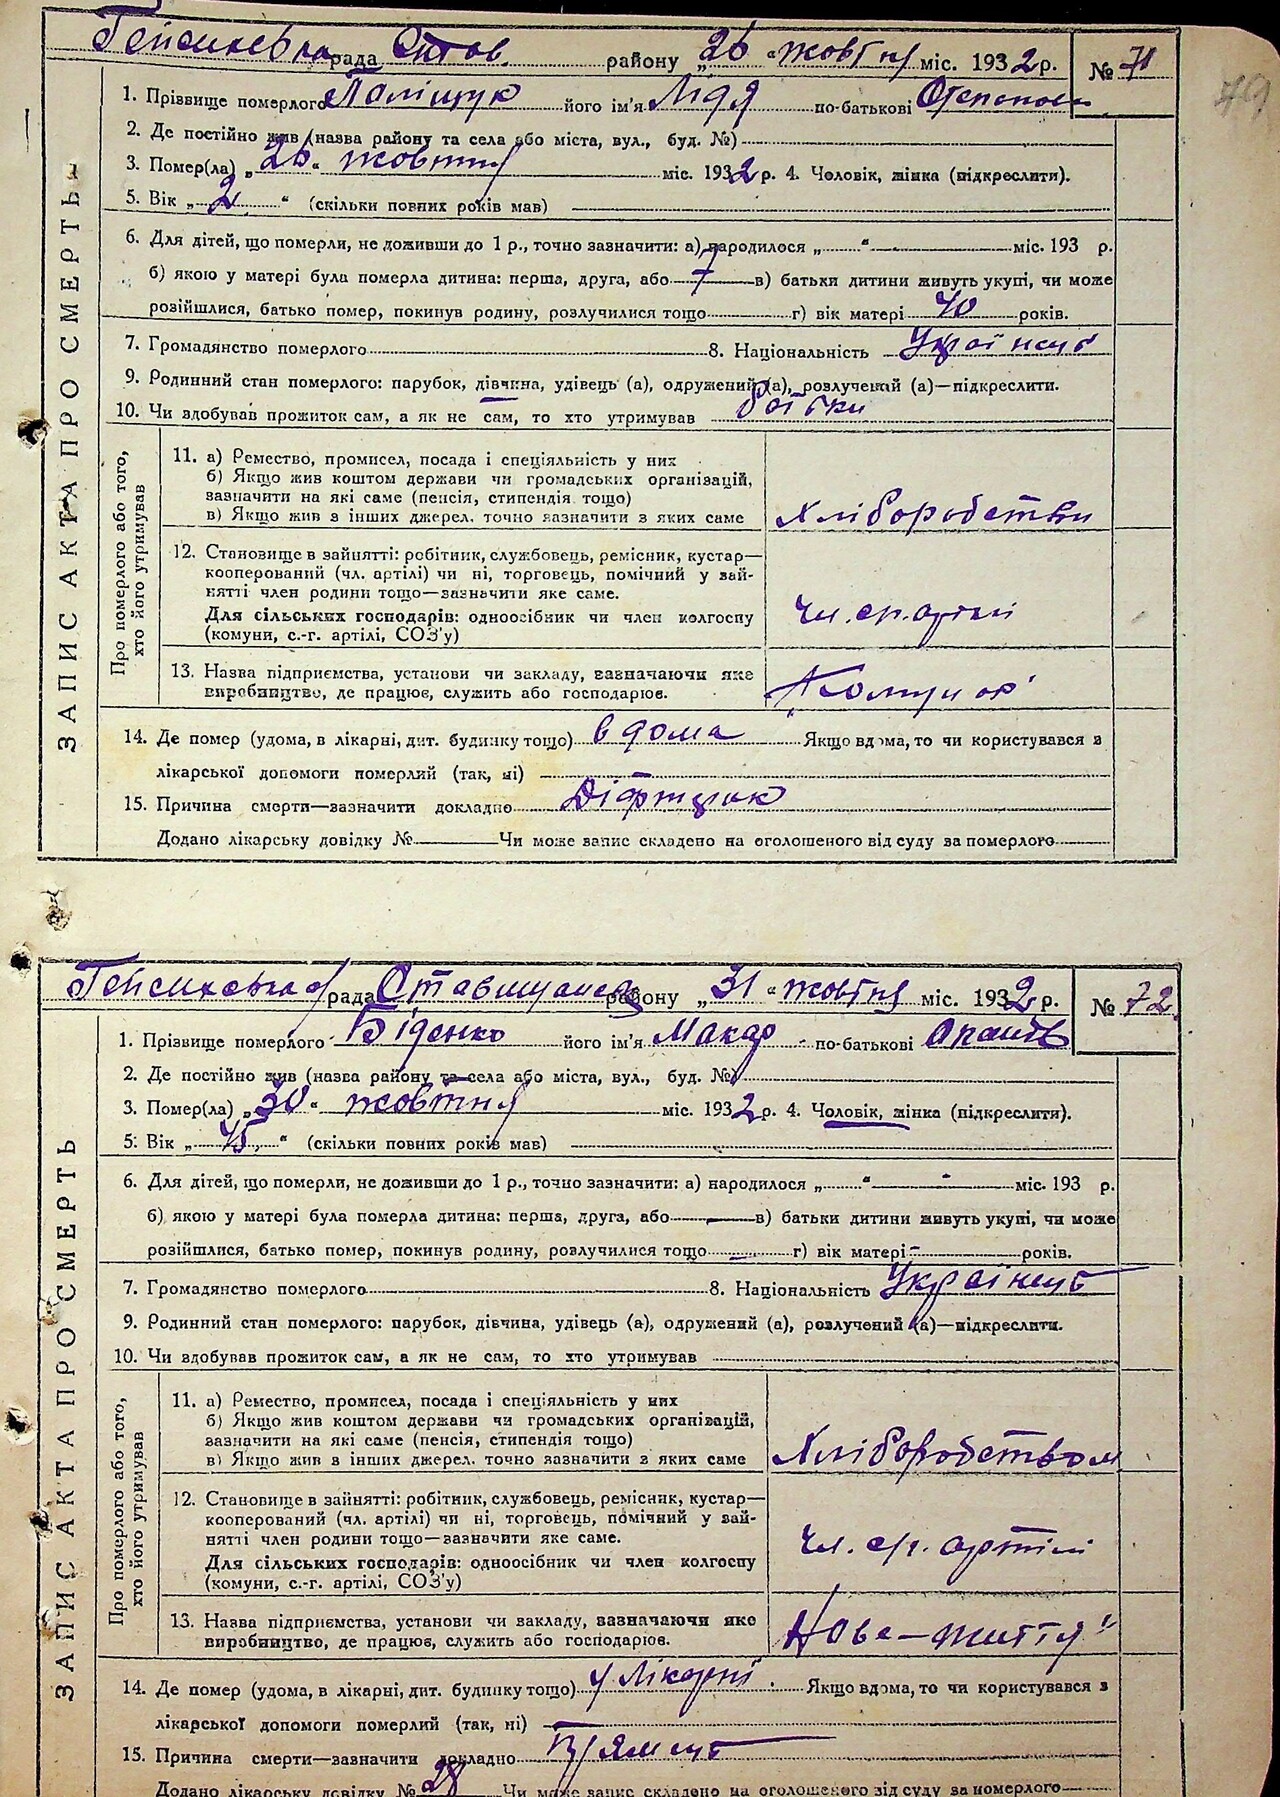 Гейсихівська рада Став. району „26“ жовтня міс. 1932 р. № 71
79
ЗАПИС АКТА ПРО СМЕРТЬ
1. Прізвище померлого Поліщук його ім'я Лідя по-батькові
2. Де постійно жив (назва району та села або міста, вул., буд. №)
3. Помер(ла) „26“ жовтня міс. 1932 р. 4. Чоловік, жінка (підкреслити).
5. Вік „2“ (скільки повних років мав)
6. Для дітей, що померли, не доживши до 1 р., точно зазначити: а) народилося „ “ міс. 193 р.
б) якою у матері була померла дитина: перша, друга, або 7 в) батьки дитини живуть укупі, чи може
розійшлися, батько помер, покинув родину, розлучилися тощо г) вік матері 40 років.
7. Громадянство померлого 8. Національність Українец
9. Родинний стан померлого: парубок, дівчина, удівець (а), одружений (а), розлучений (а)—підкреслити.
10. Чи здобував прожиток сам, а як не сам, то хто утримував батьки
Про померлого або того, хто його утримував
11. а) Ремество, промисел, посада і спеціяльність у них
б) Якщо жив коштом держави чи громадських організацій,
зазначити на які саме (пенсія, стипендія тощо)
в) Якщо жив з інших джерел. точно зазначити з яких саме Хліборобством
12. Становище в зайнятті: робітник, службовець, ремісник, кустар—
кооперований (чл. артілі) чи ні, торговець, помічний у зай-
нятті член родини тощо—зазначити яке саме.
Для сільських господарів: одноосібник чи член колгоспу Чл. ср. артілі
(комуни, с.-г. артілі, СОЗ'у)
13. Назва підприємства, установи чи закладу, зазначаючи яке
виробництво, де працює, служить або господарює.
14. Де помер (удома, в лікарні, дит. будинку тощо) вдома Якщо вдома, то чи користувався з
лікарської допомоги померлий (так, ні)
15. Причина смерти—зазначити докладно
Додано лікарську довідку № Чи може запис складено на оголошеного від суду за померлого
Гейсихівська рада Ставищанськ району „31“ жовтня міс. 1932 р. № 72
ЗАПИС АКТА ПРО СМЕРТЬ
1. Прізвище померлого Біденко його ім'я Макар по-батькові
2. Де постійно жив (назва району та села або міста, вул., буд. №)
3. Помер(ла) „30“ жовтня міс. 1932 р. 4. Чоловік, жінка (підкреслити).
5. Вік „45“ (скільки повних років мав)
6. Для дітей, що померли, не доживши до 1 р., точно зазначити: а) народилося „ “ міс. 193 р.
б) якою у матері була померла дитина: перша, друга, або в) батьки дитини живуть укупі, чи може
розійшлися, батько помер, покинув родину, розлучилися тощо г) вік матері років.
7. Громадянство померлого 8. Національність Українец
9. Родинний стан померлого: парубок, дівчина, удівець (а), одружений (а), розлучений (а)—підкреслити.
10. Чи здобував прожиток сам, а як не сам, то хто утримував
Про померлого або того, хто його утримував
11. а) Ремество, промисел, посада і спеціяльність у них
б) Якщо жив коштом держави чи громадських організацій,
зазначити на які саме (пенсія, стипендія тощо)
в) Якщо жив з інших джерел. точно зазначити з яких саме Хліборобством
12. Становище в зайнятті: робітник, службовець, ремісник, кустар—
кооперований (чл. артілі) чи ні, торговець, помічний у зай-
нятті член родини тощо—зазначити яке саме.
Для сільських господарів: одноосібник чи член колгоспу Чл. ср. артілі
(комуни, с.-г. артілі, СОЗ'у)
13. Назва підприємства, установи чи закладу, зазначаючи яке
виробництво, де працює, служить або господарює. „Нове—життя“
14. Де помер (удома, в лікарні, дит. будинку тощо) у лікарні Якщо вдома, то чи користувався з
лікарської допомоги померлий (так, ні)
15. Причина смерти—зазначити докладно
Додано лікарську довідку № 28 Чи може запис складено на оголошеного від суду за померлого